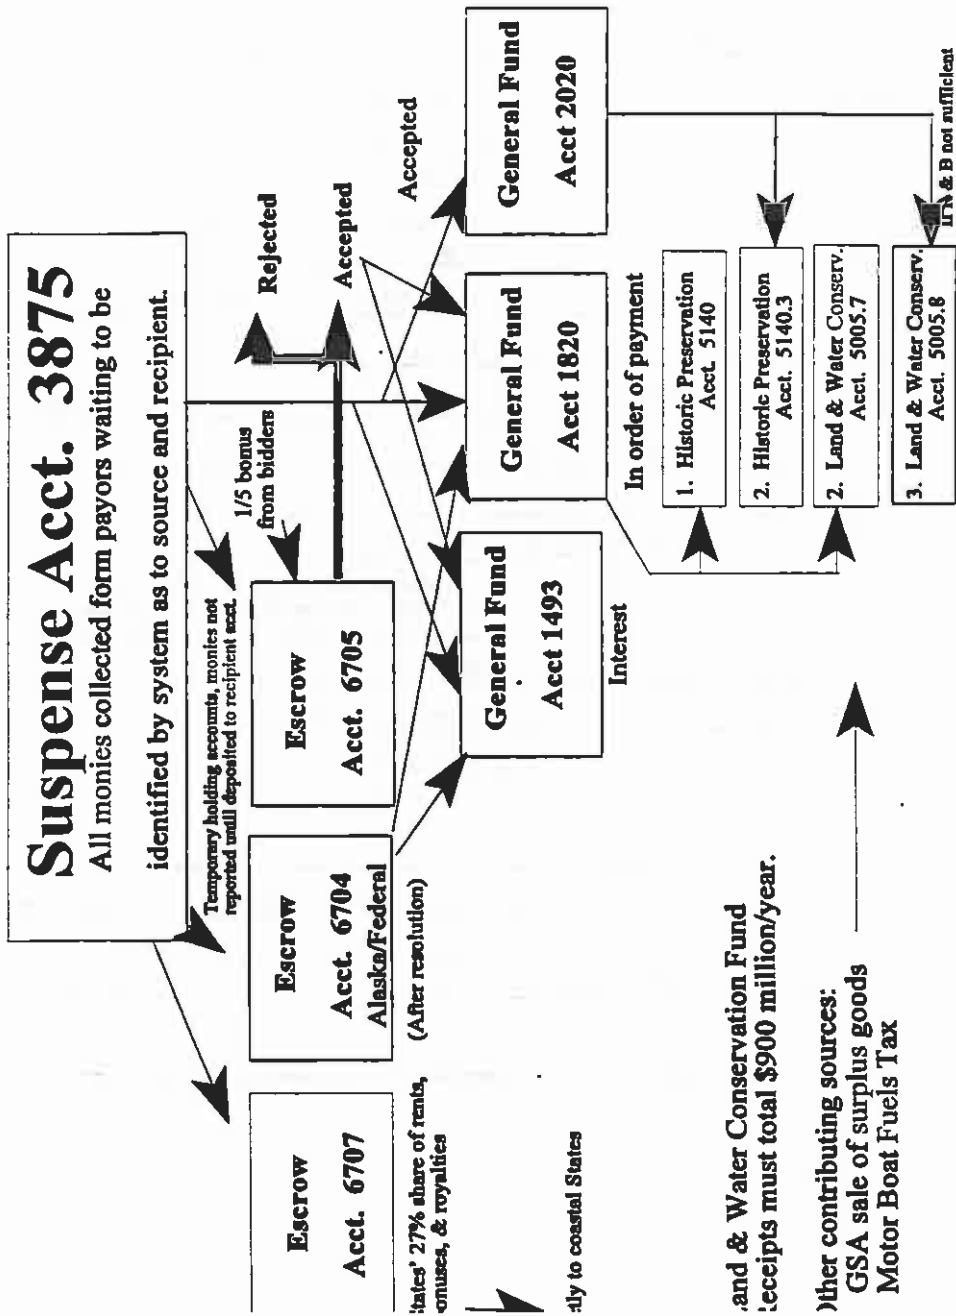 Suspense Acct. 3875
All monies collected form payors waiting to be
identified by system as to source and recipient.
Temporary holding accounts, monies not
reported until deposited to recipient acct.
1/5 bonus
from bidders
Rejected
Accepted
Accepted
Escrow
Acct. 6707
Escrow
Acct. 6704
Alaska/Federal
Escrow
Acct. 6705
(After resolution)
tates' 27% share of rents,
onuses, & royalties
tly to coastal States
General Fund
Acct 1493
Interest
General Fund
Acct 1820
General Fund
Acct 2020
In order of payment
1. Historic Preservation
Acct. 5140
2. Historic Preservation
Acct. 5140.3
2. Land & Water Conserv.
Acct. 5005.7
3. Land & Water Conserv.
Acct. 5005.8
& B not sufficient
and & Water Conservation Fund
eceipts must total $900 million/year.
ther contributing sources:
GSA sale of surplus goods
Motor Boat Fuels Tax